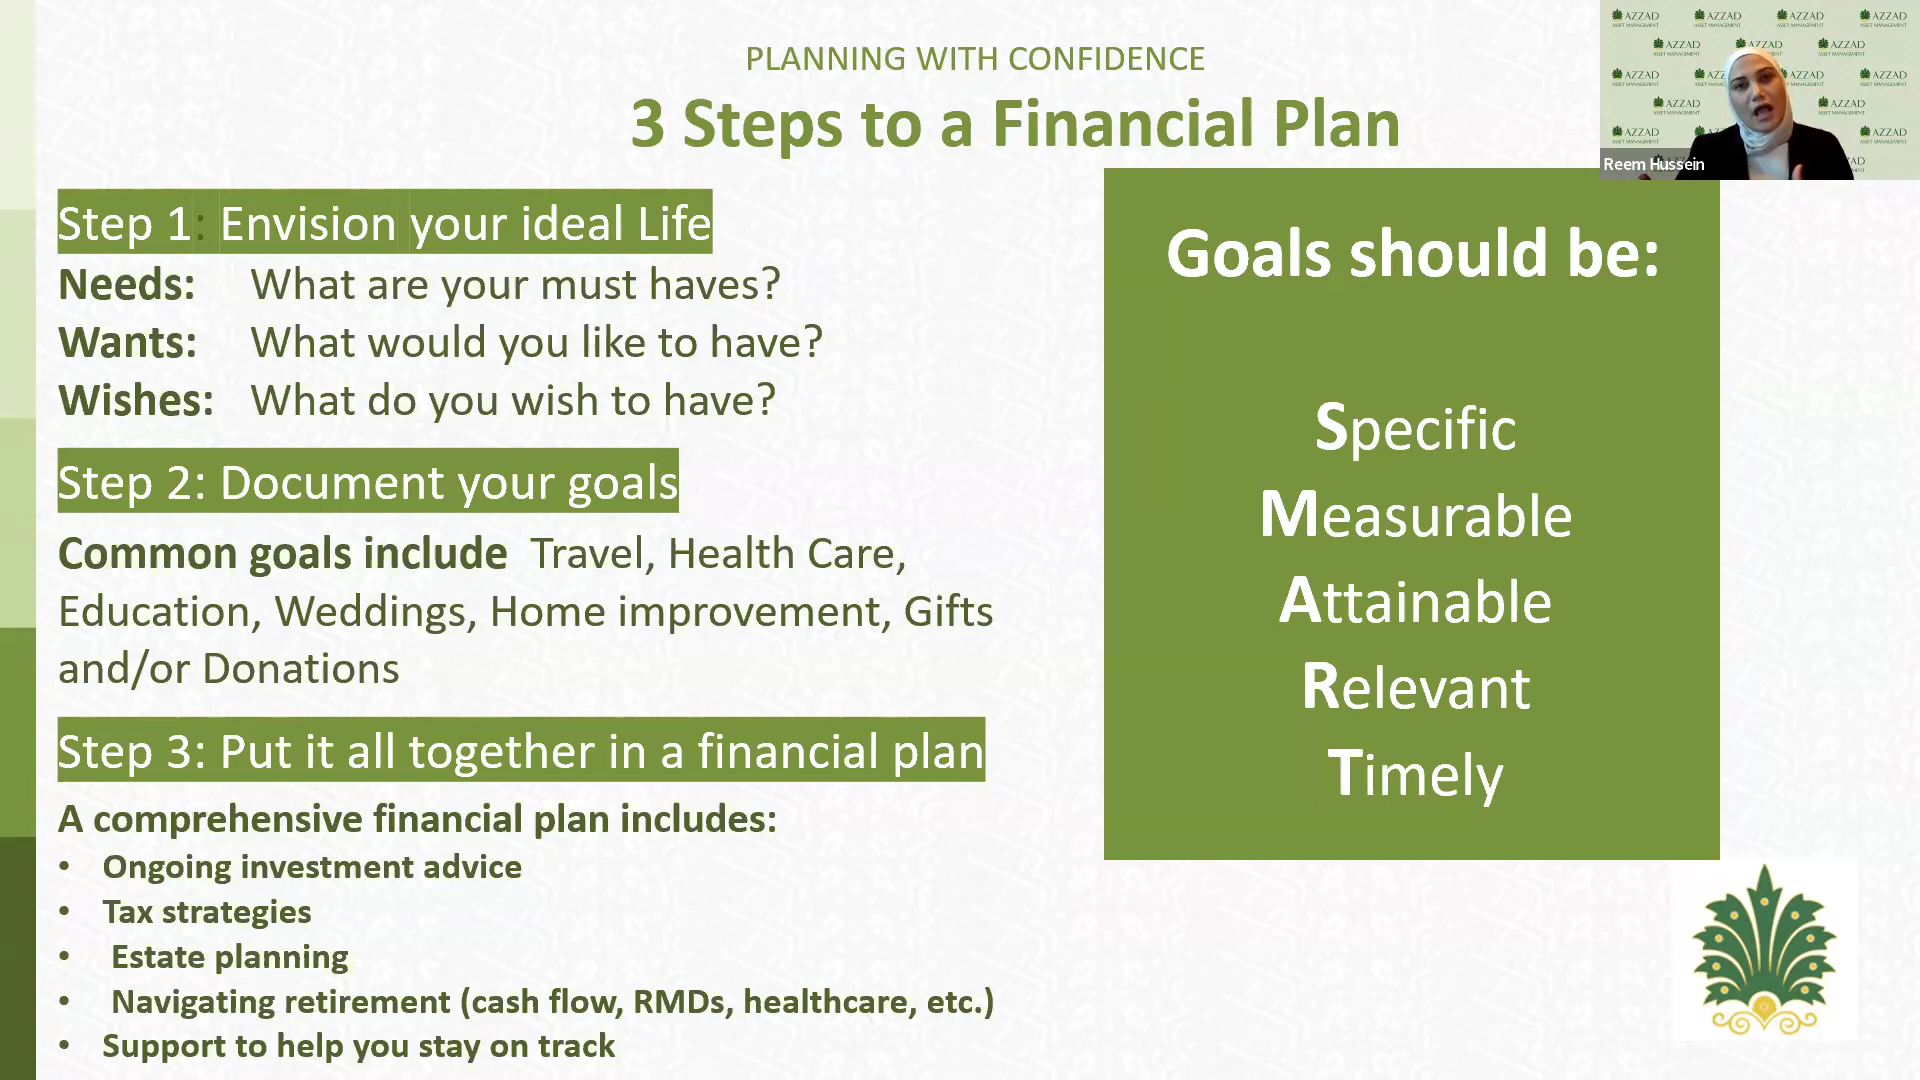 PLANNING WITH CONFIDENCE
3 Steps to a Financial Plan
Step 1: Envision your ideal Life
Needs: What are your must haves?
Wants: What would you like to have?
Wishes: What do you wish to have?
Step 2: Document your goals
Common goals include Travel, Health Care,
Education, Weddings, Home improvement, Gifts
and/or Donations
Step 3: Put it all together in a financial plan
A comprehensive financial plan includes:
• Ongoing investment advice
• Tax strategies
• Estate planning
• Navigating retirement (cash flow, RMDs, healthcare, etc.)
• Support to help you stay on track
Goals should be:
Specific
Measurable
Attainable
Relevant
Timely
AZZAD ASSET MANAGEMENT
Reem Hussein